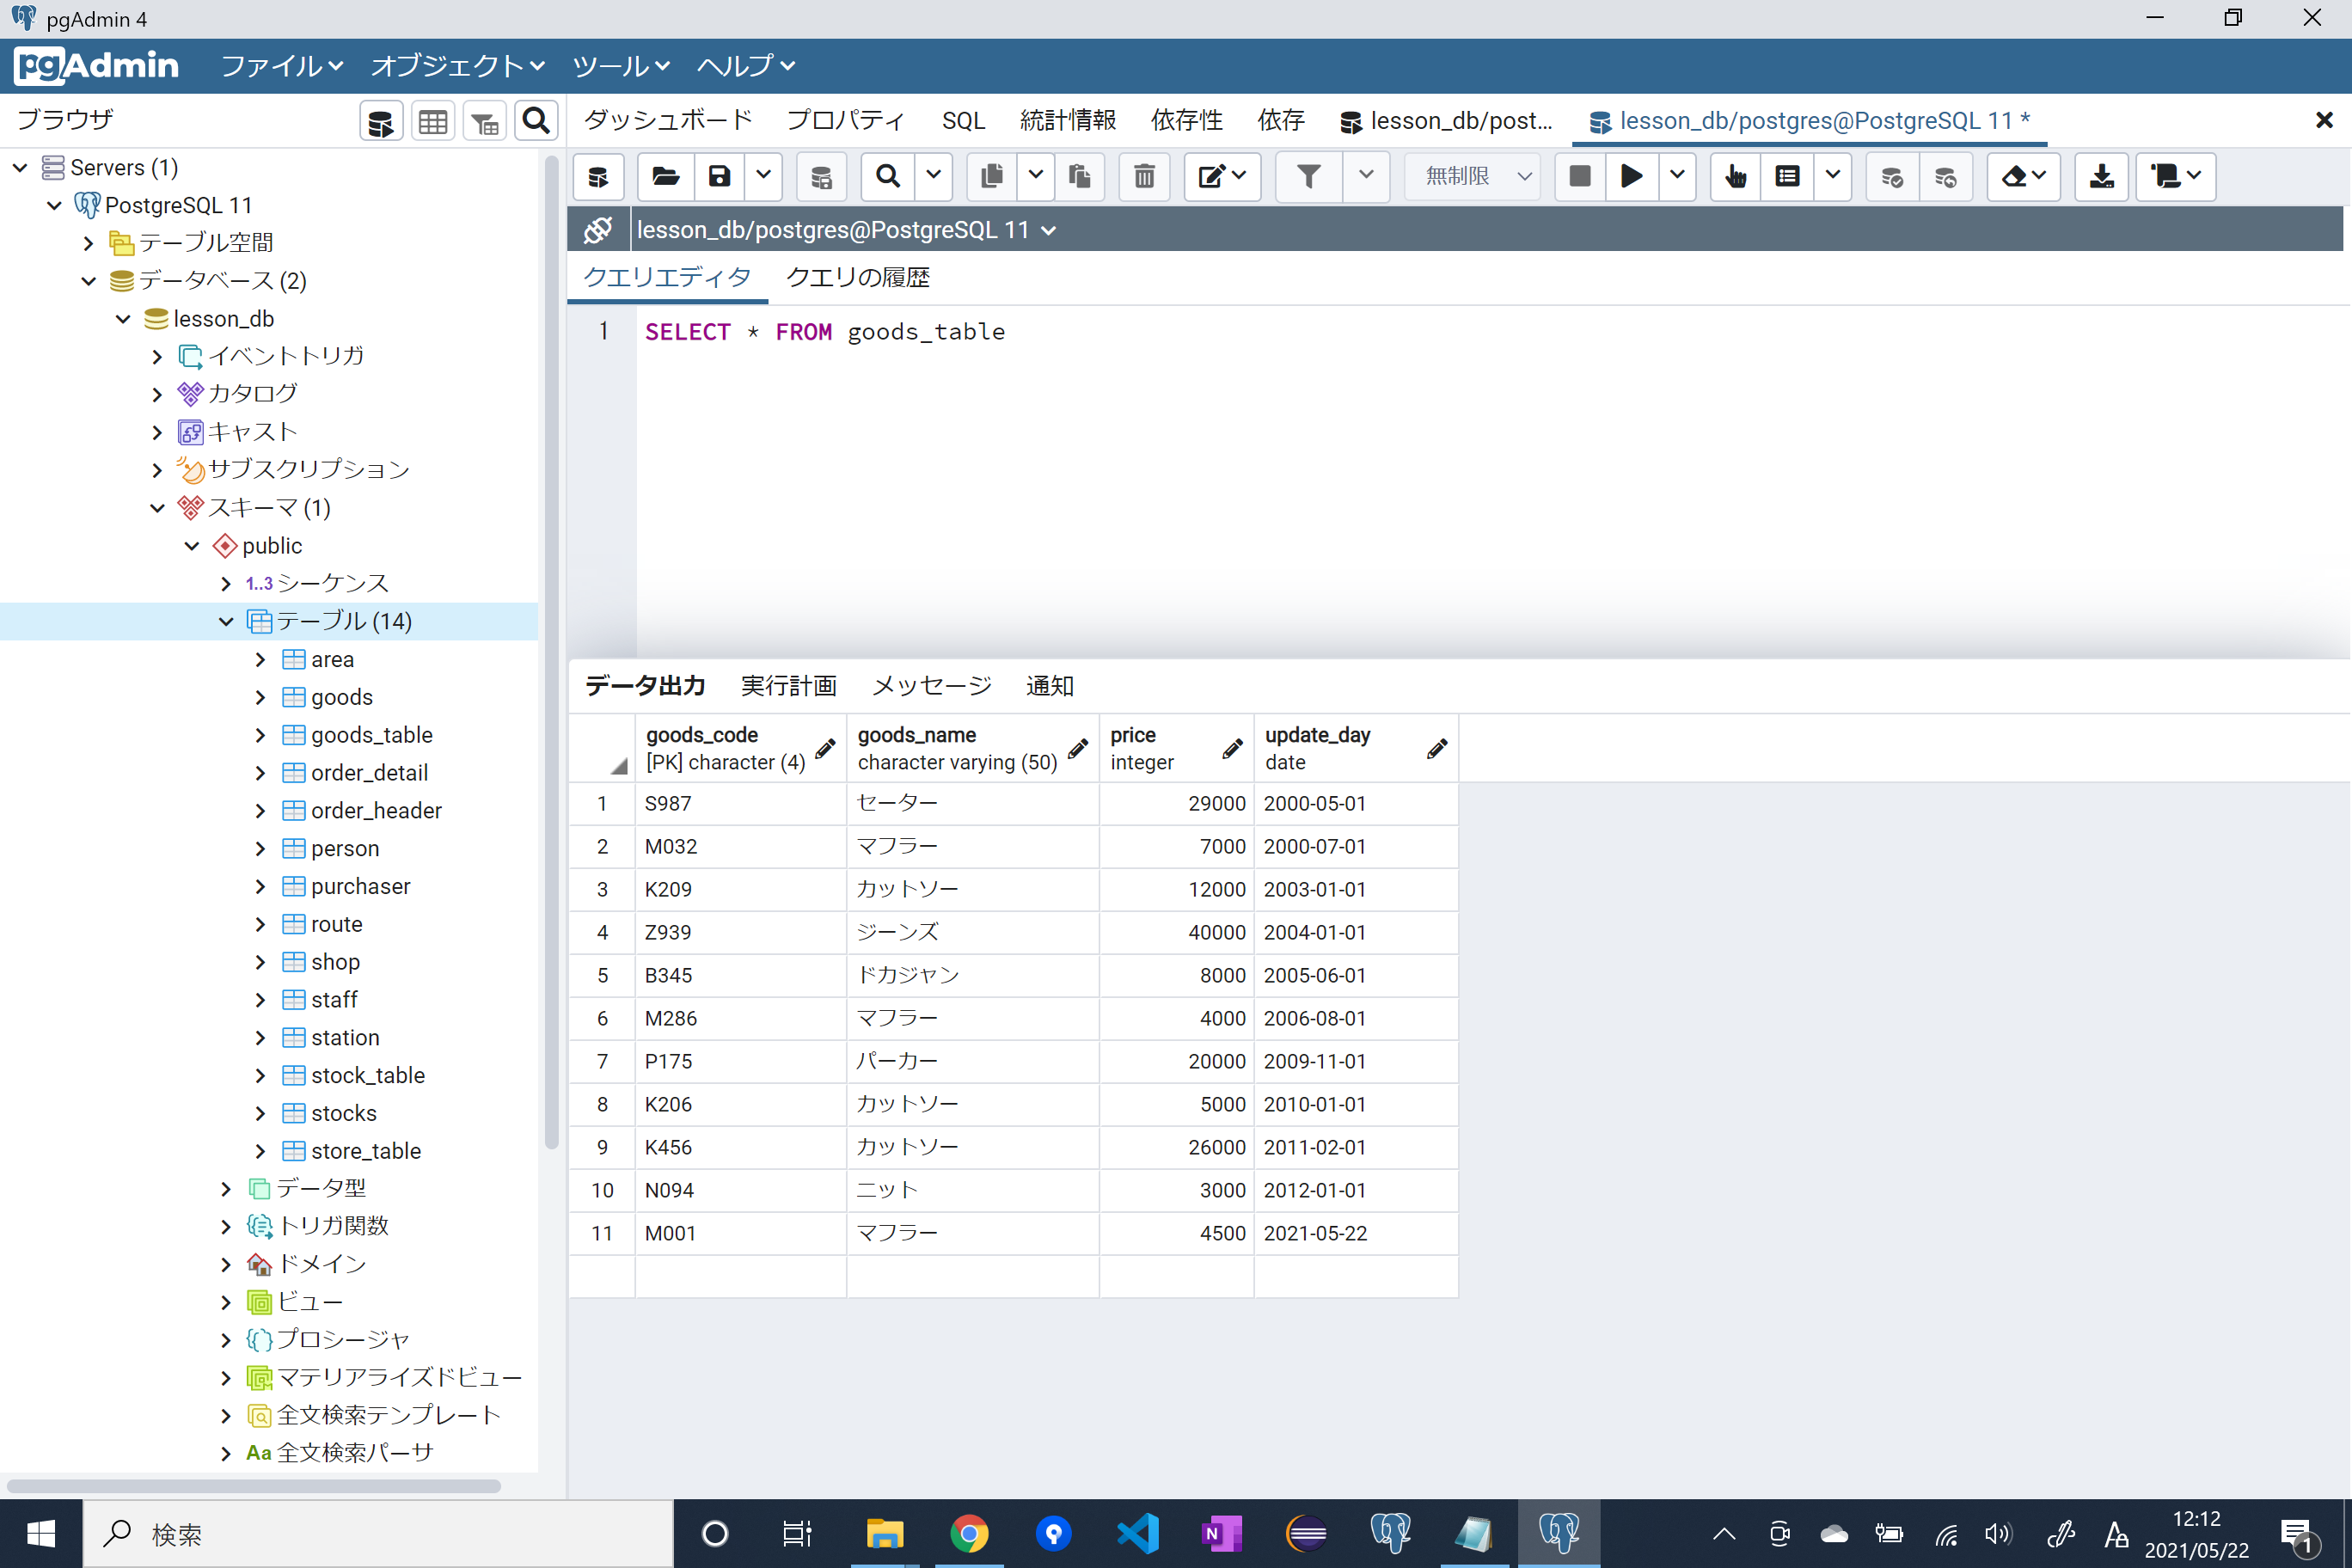 pgAdmin 4
pgAdmin ファイル オブジェクト ツール ヘルプ
ブラウザ
ダッシュボード プロパティ SQL 統計情報 依存性 依存 lesson_db/post... lesson_db/postgres@PostgreSQL 11 *
無制限
lesson_db/postgres@PostgreSQL 11
クエリエディタ クエリの履歴
1 SELECT * FROM goods_table
Servers (1)
PostgreSQL 11
テーブル空間
データベース (2)
lesson_db
イベントトリガ
カタログ
キャスト
サブスクリプション
スキーマ (1)
public
1..3 シーケンス
テーブル (14)
area
goods
goods_table
order_detail
order_header
person
purchaser
route
shop
staff
station
stock_table
stocks
store_table
データ型
トリガ関数
ドメイン
ビュー
プロシージャ
マテリアライズドビュー
全文検索テンプレート
Aa 全文検索パーサ
データ出力 実行計画 メッセージ 通知
goods_code goods_name price update_day
[PK] character (4) character varying (50) integer date
1 S987 セーター 29000 2000-05-01
2 M032 マフラー 7000 2000-07-01
3 K209 カットソー 12000 2003-01-01
4 Z939 ジーンズ 40000 2004-01-01
5 B345 ドカジャン 8000 2005-06-01
6 M286 マフラー 4000 2006-08-01
7 P175 パーカー 20000 2009-11-01
8 K206 カットソー 5000 2010-01-01
9 K456 カットソー 26000 2011-02-01
10 N094 ニット 3000 2012-01-01
11 M001 マフラー 4500 2021-05-22
検索
N
A
12:12
2021/05/22
1